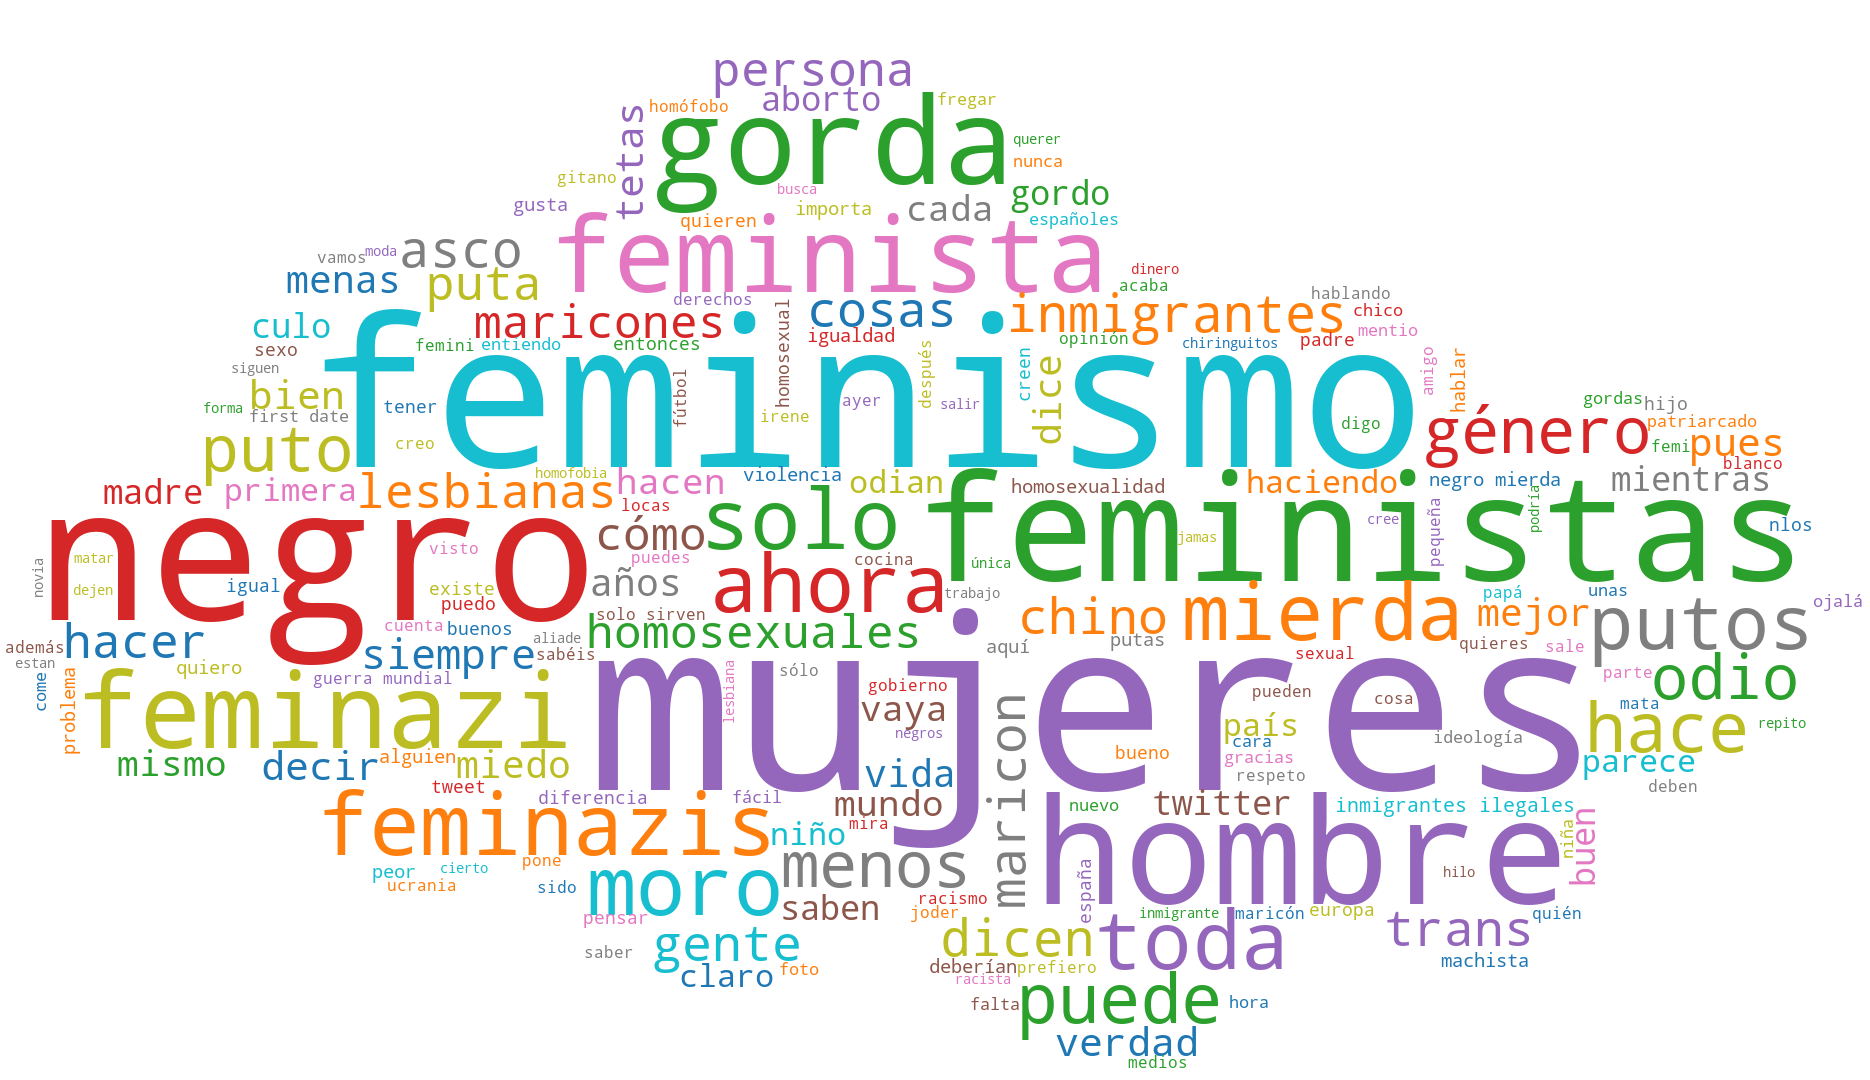 persona
aborto
homófobo
fregar
gorda
tetas
querer
nunca
gitano
busca
gordo
gusta
importa
cada
quieren
españoles
feminista
asco
vamos
moda
menas
puta
dinero
acaba
derechos
homosexual
cosas
inmigrantes
hablando
chico
culo
maricones
igualdad
mentio
femini
entiendo
entonces
opinión
chiringuitos
padre
sexo
siguen
feminismo
después
creen
dice
amigo
hablar
bien
fútbol
gordas
hijo
forma
tener
ayer
salir
first date
irene
digo
género
patriarcado
puto
creo
femi
pues
blanco
homofobia
madre
primera
lesbianas
hacen
violencia
odian
homosexualidad
haciendo
negro mierda
mientras
locas
solo
feministas
podría
pequeña
cree
nlos
negro
cómo
jamas
visto
puedes
cocina
única
novia
matar
dejen
igual
existe
años
ahora
trabajo
papá
unas
ojalá
puedo
solo sirven
chino
mierda
mejor
putos
cuenta
buenos
aliade
homosexuales
además
hacer
siempre
sabéis
aquí
putas
quieres
sale
estan
sexual
quiero
guerra mundial
mujeres
sólo
parte
odio
come
problema
feminazi
lesbiana
gobierno
pueden
cosa
mata
vaya
maricon
país
hace
repito
negros
cara
ideología
mismo
decir
alguien
miedo
bueno
gracias
parece
vida
respeto
deben
tweet
diferencia
fácil
mundo
nuevo
twitter
inmigrantes ilegales
feminazis
niño
mira
hombre
niña
buen
peor
cierto
pone
menos
hilo
ucrania
sido
moro
españa
saben
racismo
joder
inmigrante
maricón
europa
quién
pensar
toda
trans
saber
gente
dicen
machista
claro
foto
deberían
prefiero
racista
puede
falta
hora
verdad
medios